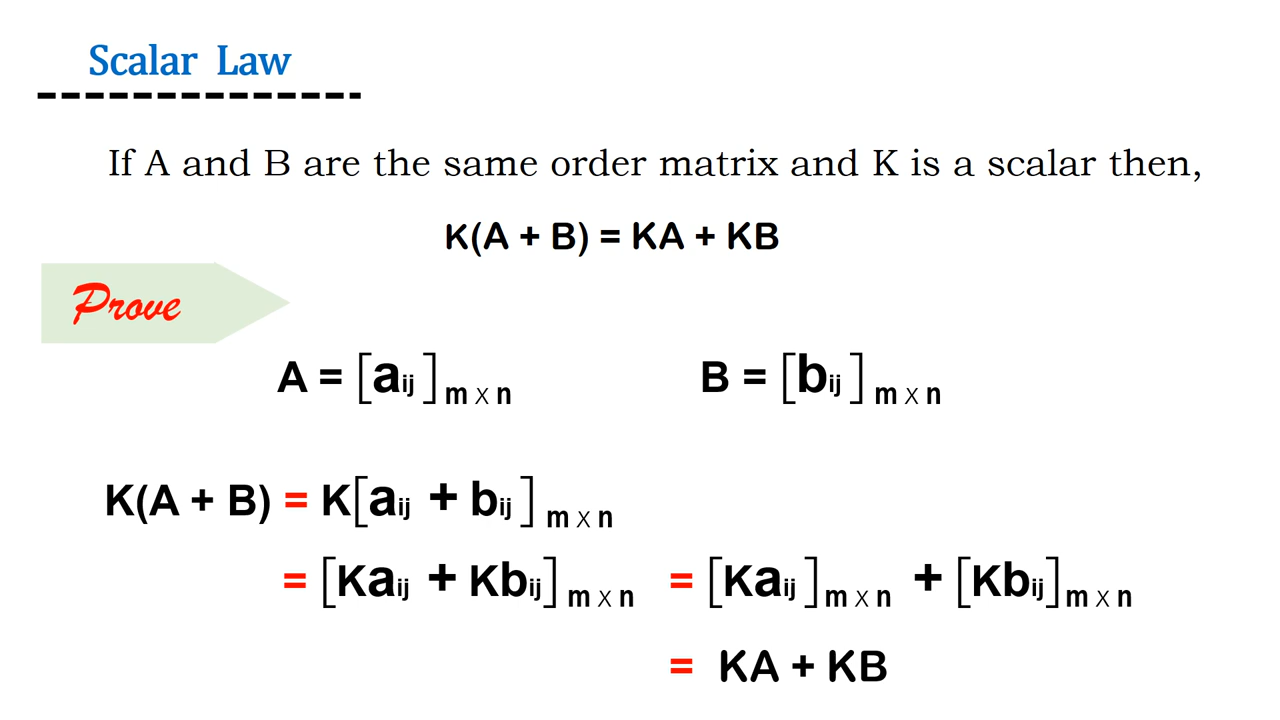 Scalar Law
If A and B are the same order matrix and K is a scalar then,
K(A + B) = KA + KB
Prove
A = [aij]m x n B = [bij]m x n
K(A + B) = K[aij + bij]m x n
= [Kaij + Kbij]m x n = [Kaij]m x n + [Kbij]m x n
= KA + KB